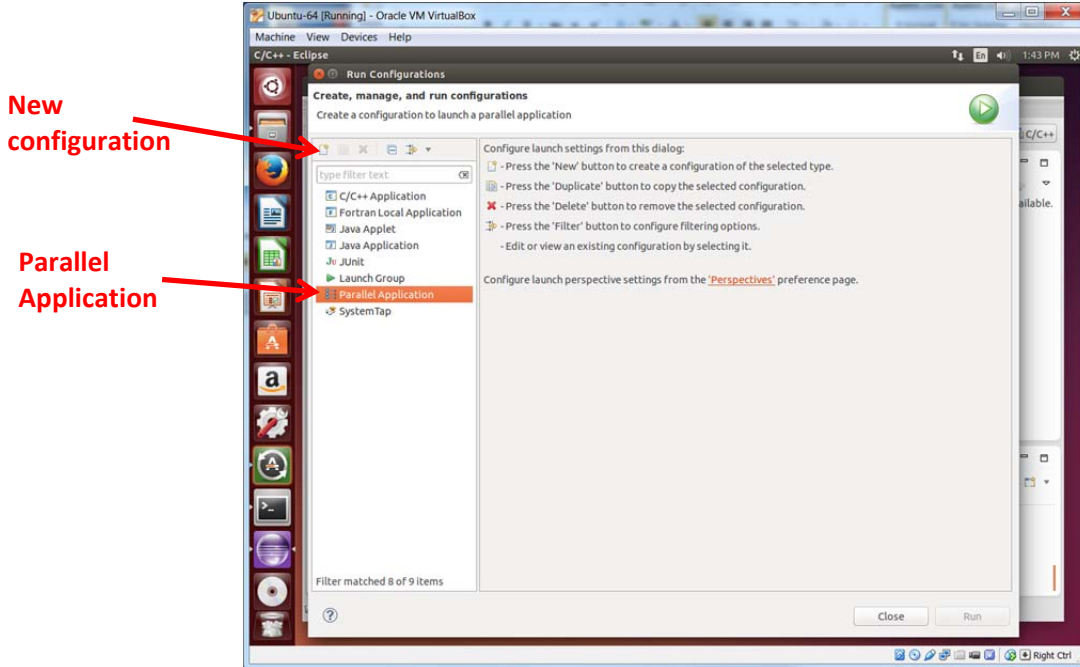 Ubuntu-64 [Running] - Oracle VM VirtualBox
Machine View Devices Help
C/C++ - Eclipse
En
1:43 PM
Run Configurations
Create, manage, and run configurations
Create a configuration to launch a parallel application
New
configuration
Parallel
Application
type filter text
C/C++ Application
Fortran Local Application
Java Applet
Java Application
Ju JUnit
Launch Group
Parallel Application
SystemTap
Filter matched 8 of 9 items
Configure launch settings from this dialog:
- Press the 'New' button to create a configuration of the selected type.
- Press the 'Duplicate' button to copy the selected configuration.
- Press the 'Delete' button to remove the selected configuration.
- Press the 'Filter' button to configure filtering options.
- Edit or view an existing configuration by selecting it.
Configure launch perspective settings from the 'Perspectives' preference page.
C/C++
ailable.
Close
Run
Right Ctrl